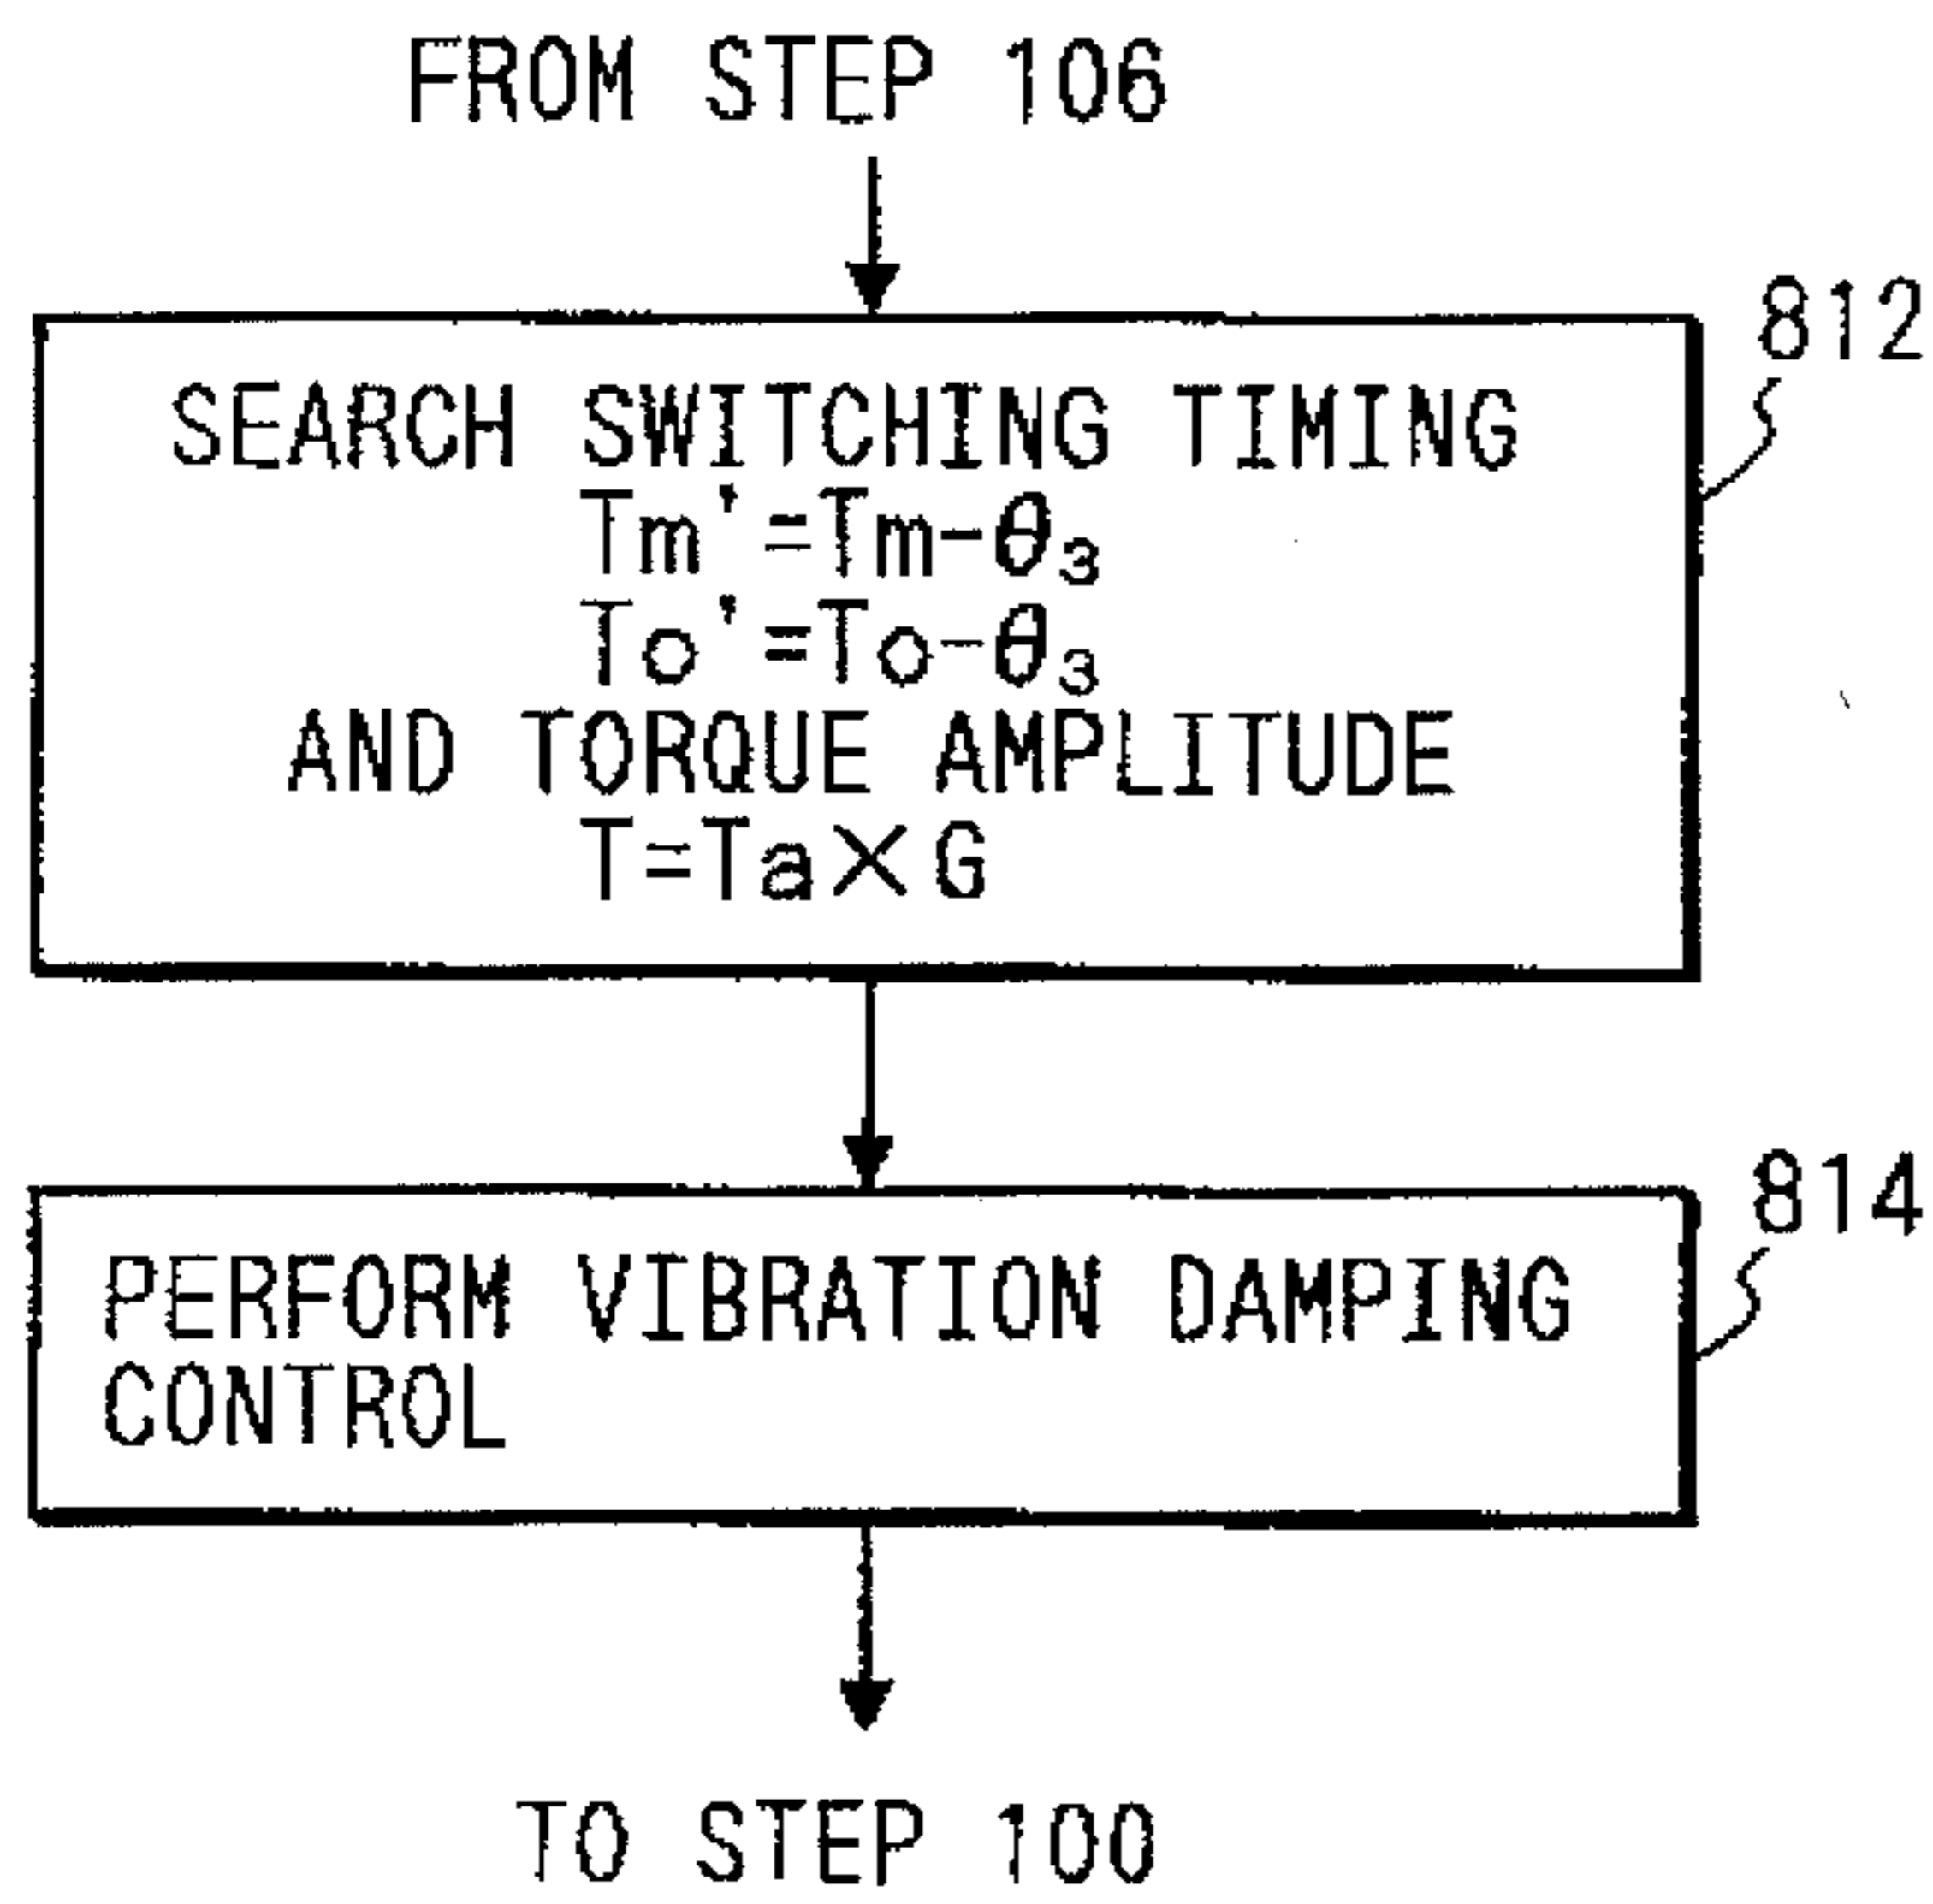 FROM STEP 106
812
SEARCH SWITCHING TIMING
Tm'=Tm-θ₃
To'=To-θ₃
AND TORQUE AMPLITUDE
T=Ta×G
814
PERFORM VIBRATION DAMPING
CONTROL
TO STEP 100